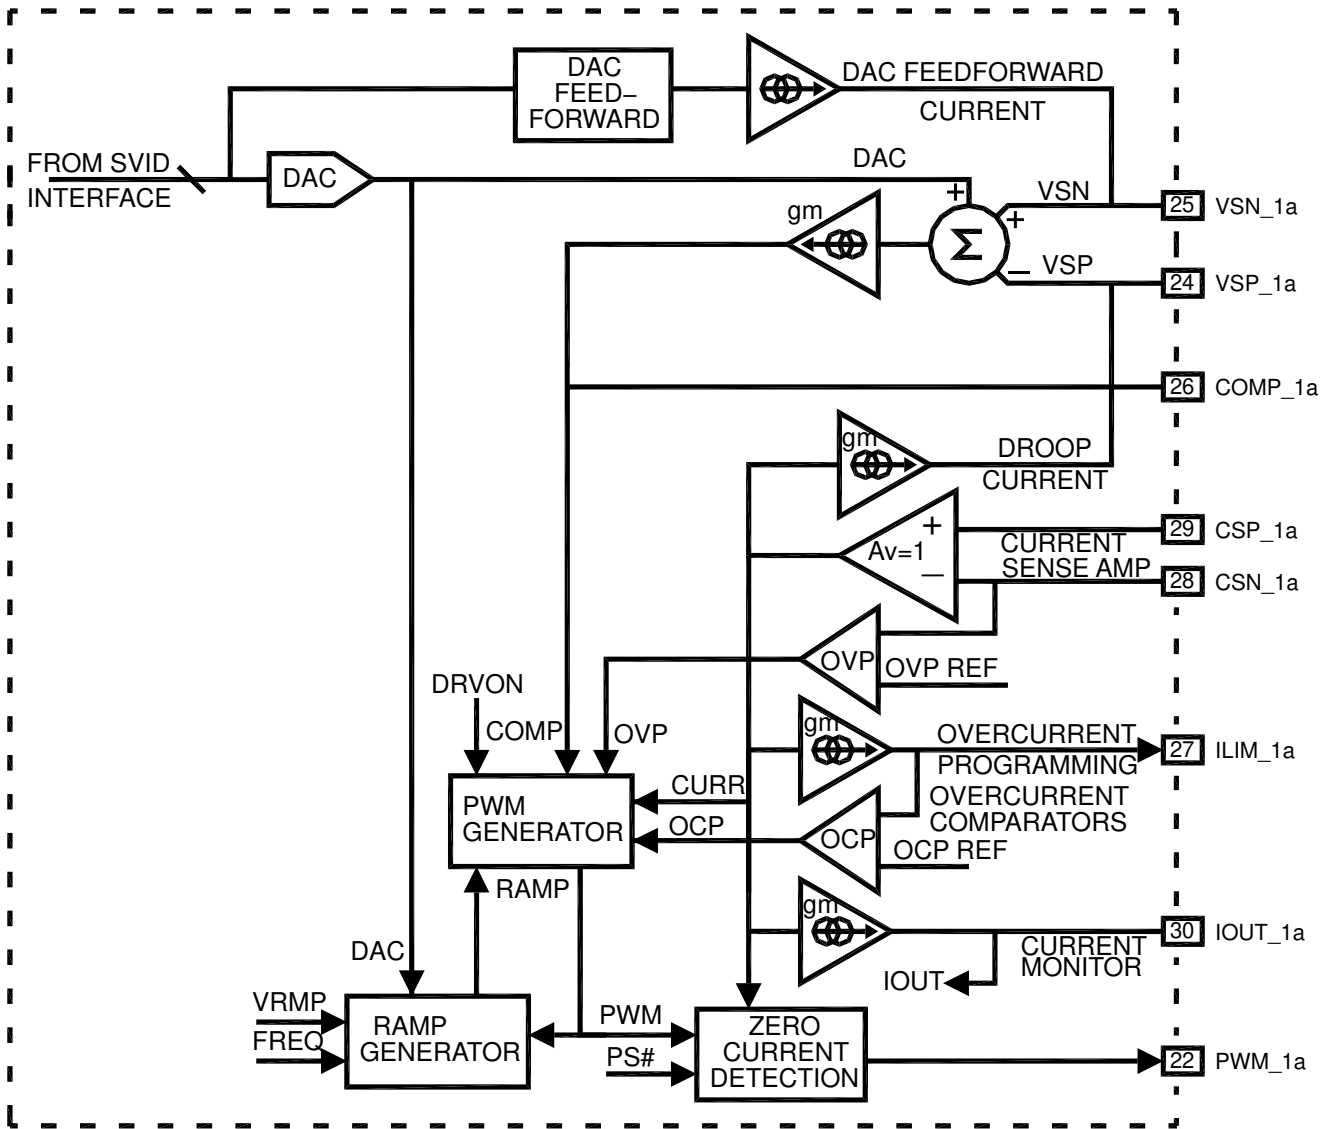 DAC
FEED–
FORWARD
DAC FEEDFORWARD
CURRENT
FROM SVID
INTERFACE
DAC
DAC
gm
+
VSN
+
Σ
–
VSP
25 VSN_1a
24 VSP_1a
26 COMP_1a
gm
DROOP
CURRENT
+
Av=1
–
CURRENT
SENSE AMP
29 CSP_1a
28 CSN_1a
OVP
OVP REF
DRVON
COMP
OVP
gm
OVERCURRENT
PROGRAMMING
27 ILIM_1a
CURR
PWM
GENERATOR
OCP
OCP
OVERCURRENT
COMPARATORS
OCP REF
RAMP
gm
30 IOUT_1a
CURRENT
MONITOR
IOUT
DAC
VRMP
FREQ
RAMP
GENERATOR
PWM
PS#
ZERO
CURRENT
DETECTION
22 PWM_1a